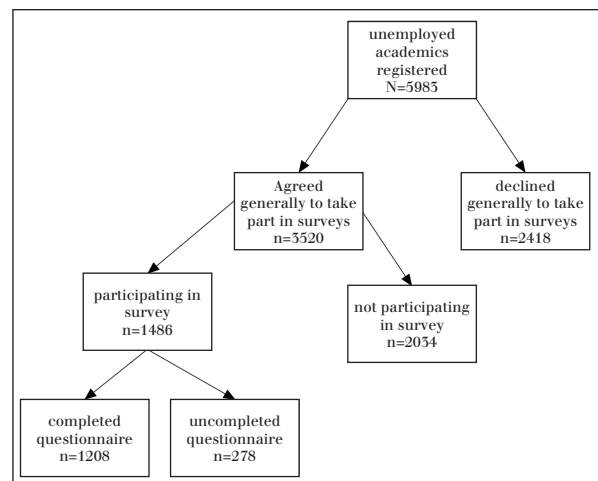 unemployed
academics
registered
N=5983
Agreed
generally to take
part in surveys
n=3520
declined
generally to take
part in surveys
n=2418
participating in
survey
n=1486
not participating
in survey
n=2034
completed
questionnaire
n=1208
uncompleted
questionnaire
n=278